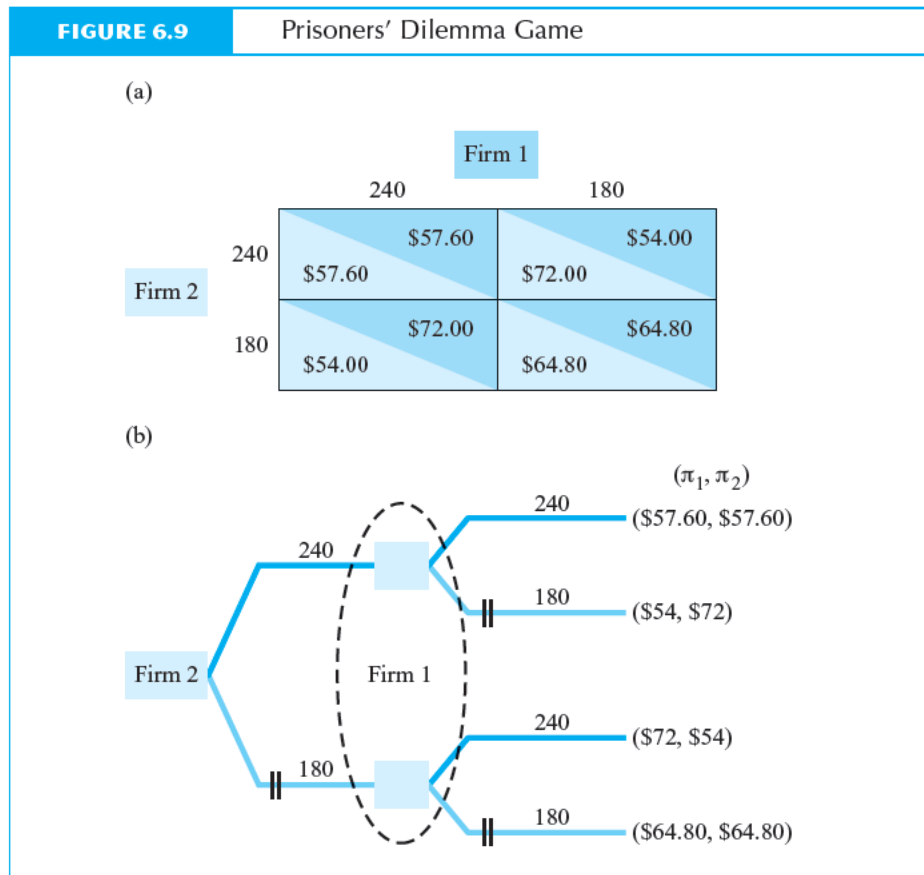 FIGURE 6.9 Prisoners' Dilemma Game
(a)
Firm 1
240 180
$57.60 $54.00
240
$57.60 $72.00
Firm 2
$72.00 $64.80
180
$54.00 $64.80
(b)
(π₁, π₂)
240
($57.60, $57.60)
240
180
($54, $72)
Firm 2 Firm 1
240
($72, $54)
180
180
($64.80, $64.80)